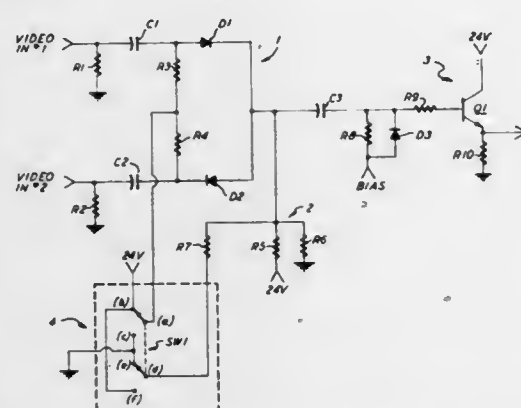 C1
D1
VIDEO
IN #1
R1
R3
1
24V
3
C3
R9
Q1
R4
R8
D3
R10
BIAS
C2
VIDEO
IN #2
R2
D2
2
R7
R5
R6
24V
24V
(b)
(a)
4
(c)
SW1
(e)
(d)
(f)